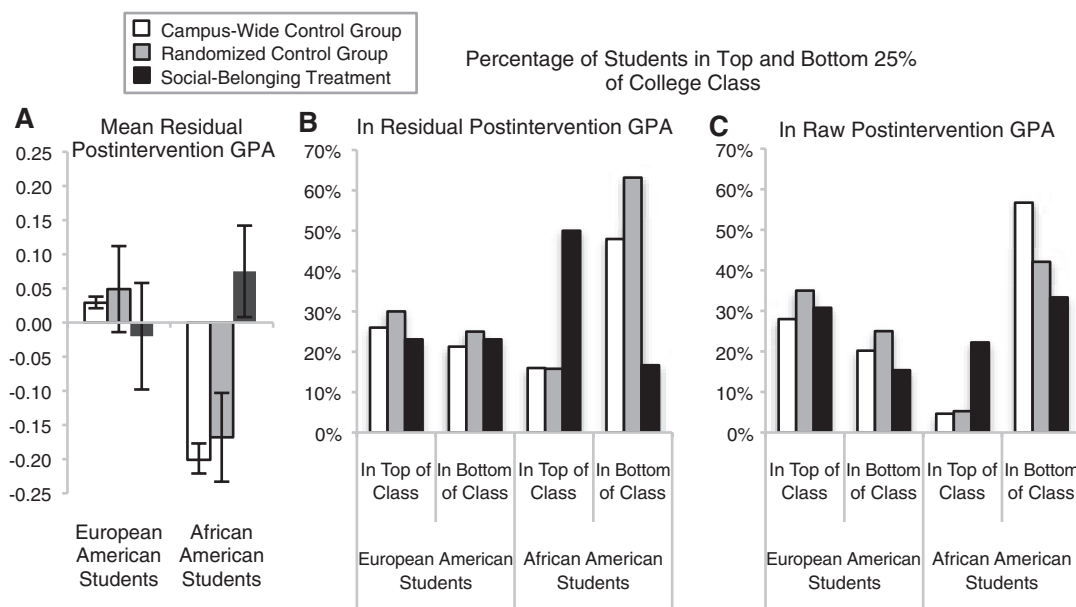 Campus-Wide Control Group
Randomized Control Group
Social-Belonging Treatment
Percentage of Students in Top and Bottom 25%
of College Class
A
Mean Residual
Postintervention GPA
0.25
0.20
0.15
0.10
0.05
0.00
-0.05
-0.10
-0.15
-0.20
-0.25
European
American
Students
African
American
Students
B
In Residual Postintervention GPA
70%
60%
50%
40%
30%
20%
10%
0%
In Top of
Class
In Bottom
of Class
In Top of
Class
In Bottom
of Class
European American
Students
African American
Students
C
In Raw Postintervention GPA
70%
60%
50%
40%
30%
20%
10%
0%
In Top of
Class
In Bottom
of Class
In Top of
Class
In Bottom
of Class
European American
Students
African American
Students